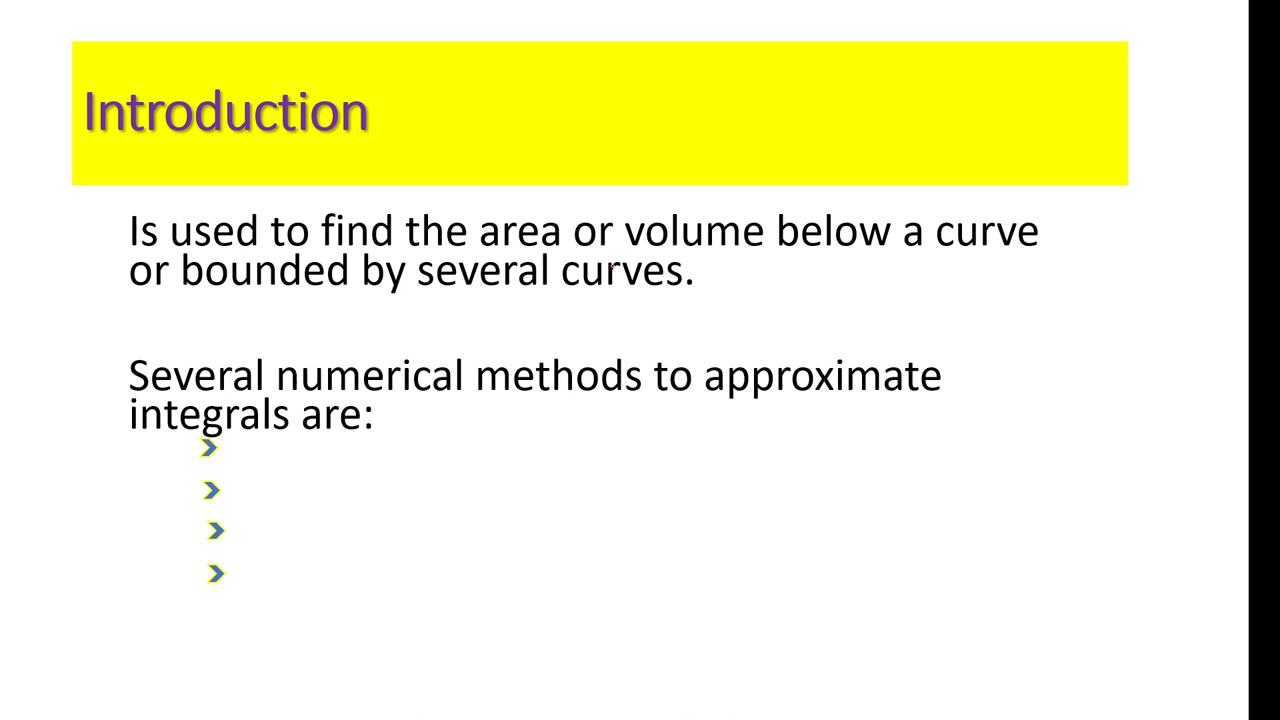 Introduction
Is used to find the area or volume below a curve
or bounded by several curves.
Several numerical methods to approximate
integrals are: